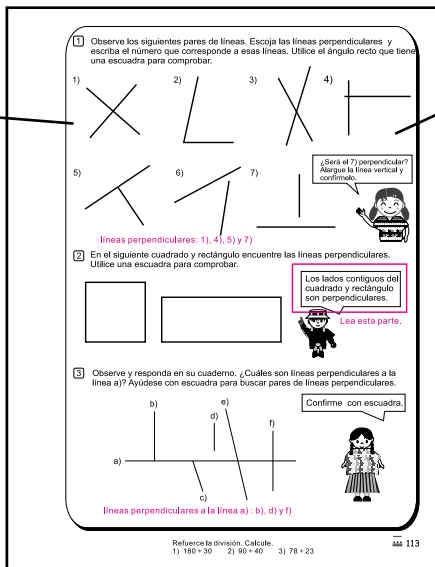 1 Observe los siguientes pares de líneas. Escoja las líneas perpendiculares y
escriba el número que corresponde a esas líneas. Utilice el ángulo recto que tiene
una escuadra para comprobar.
1) 2) 3) 4)
5) 6) 7)
¿Será el 7) perpendicular?
Alargue la línea vertical y
confírmelo.
líneas perpendiculares: 1), 4), 5) y 7)
2 En el siguiente cuadrado y rectángulo encuentre las líneas perpendiculares.
Utilice una escuadra para comprobar.
Los lados contiguos del
cuadrado y rectángulo
son perpendiculares.
Lea esta parte.
3 Observe y responda en su cuaderno. ¿Cuáles son líneas perpendiculares a la
línea a)? Ayúdese con escuadra para buscar pares de líneas perpendiculares.
Confirme con escuadra.
b) e)
d) f)
a)
c)
líneas perpendiculares a la línea a) : b), d) y f)
Refuerce la división. Calcule.
1) 180 ÷ 30 2) 90 ÷ 40 3) 78 ÷ 23
113